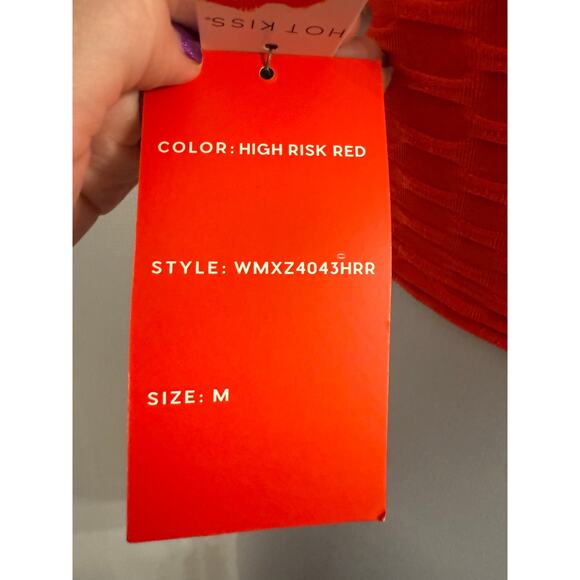 HOT KISS®
COLOR: HIGH RISK RED
STYLE: WMXZ4043HRR
SIZE: M